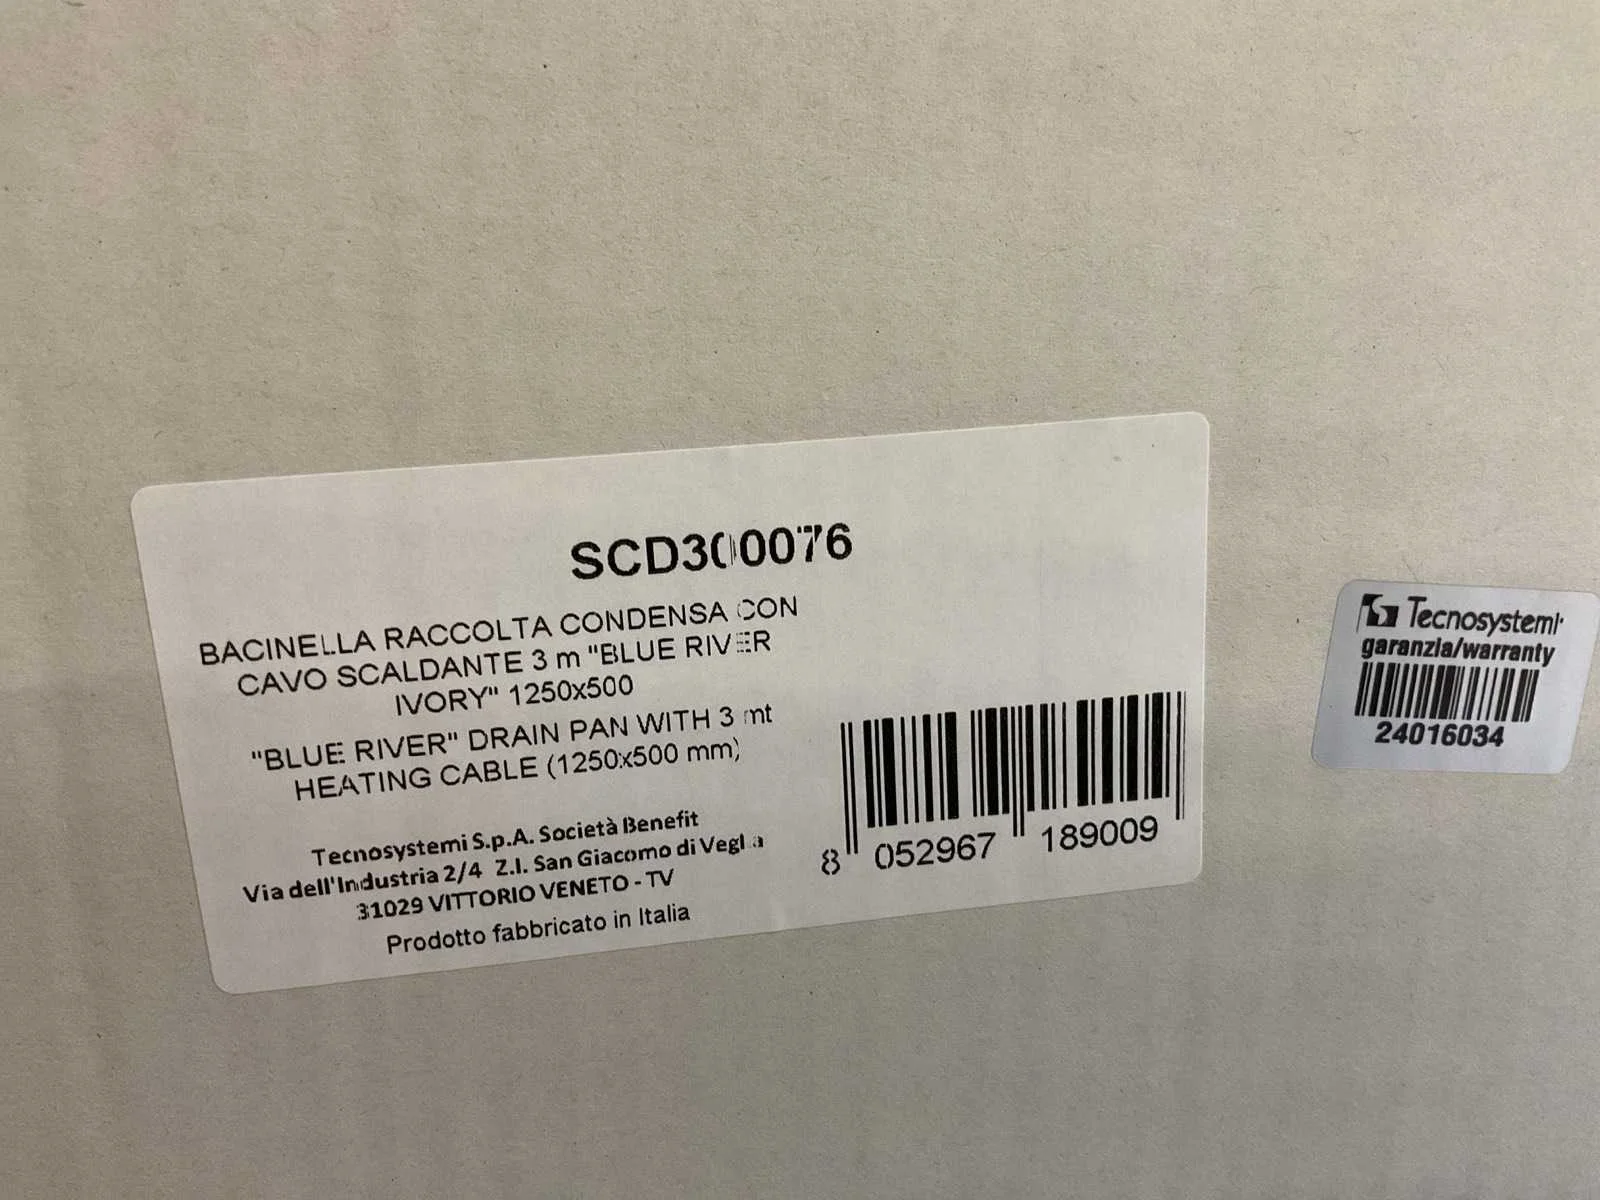 SCD300076
BACINELLA RACCOLTA CONDENSA CON
CAVO SCALDANTE 3 m "BLUE RIVER
IVORY" 1250x500
"BLUE RIVER" DRAIN PAN WITH 3 mt
HEATING CABLE (1250x500 mm)
Tecnosystemi S.p.A. Società Benefit
Via dell'Industria 2/4 Z.I. San Giacomo di Veglia
31029 VITTORIO VENETO - TV
Prodotto fabbricato in Italia
8 052967 189009
Tecnosystemi
garanzia/warranty
24016034